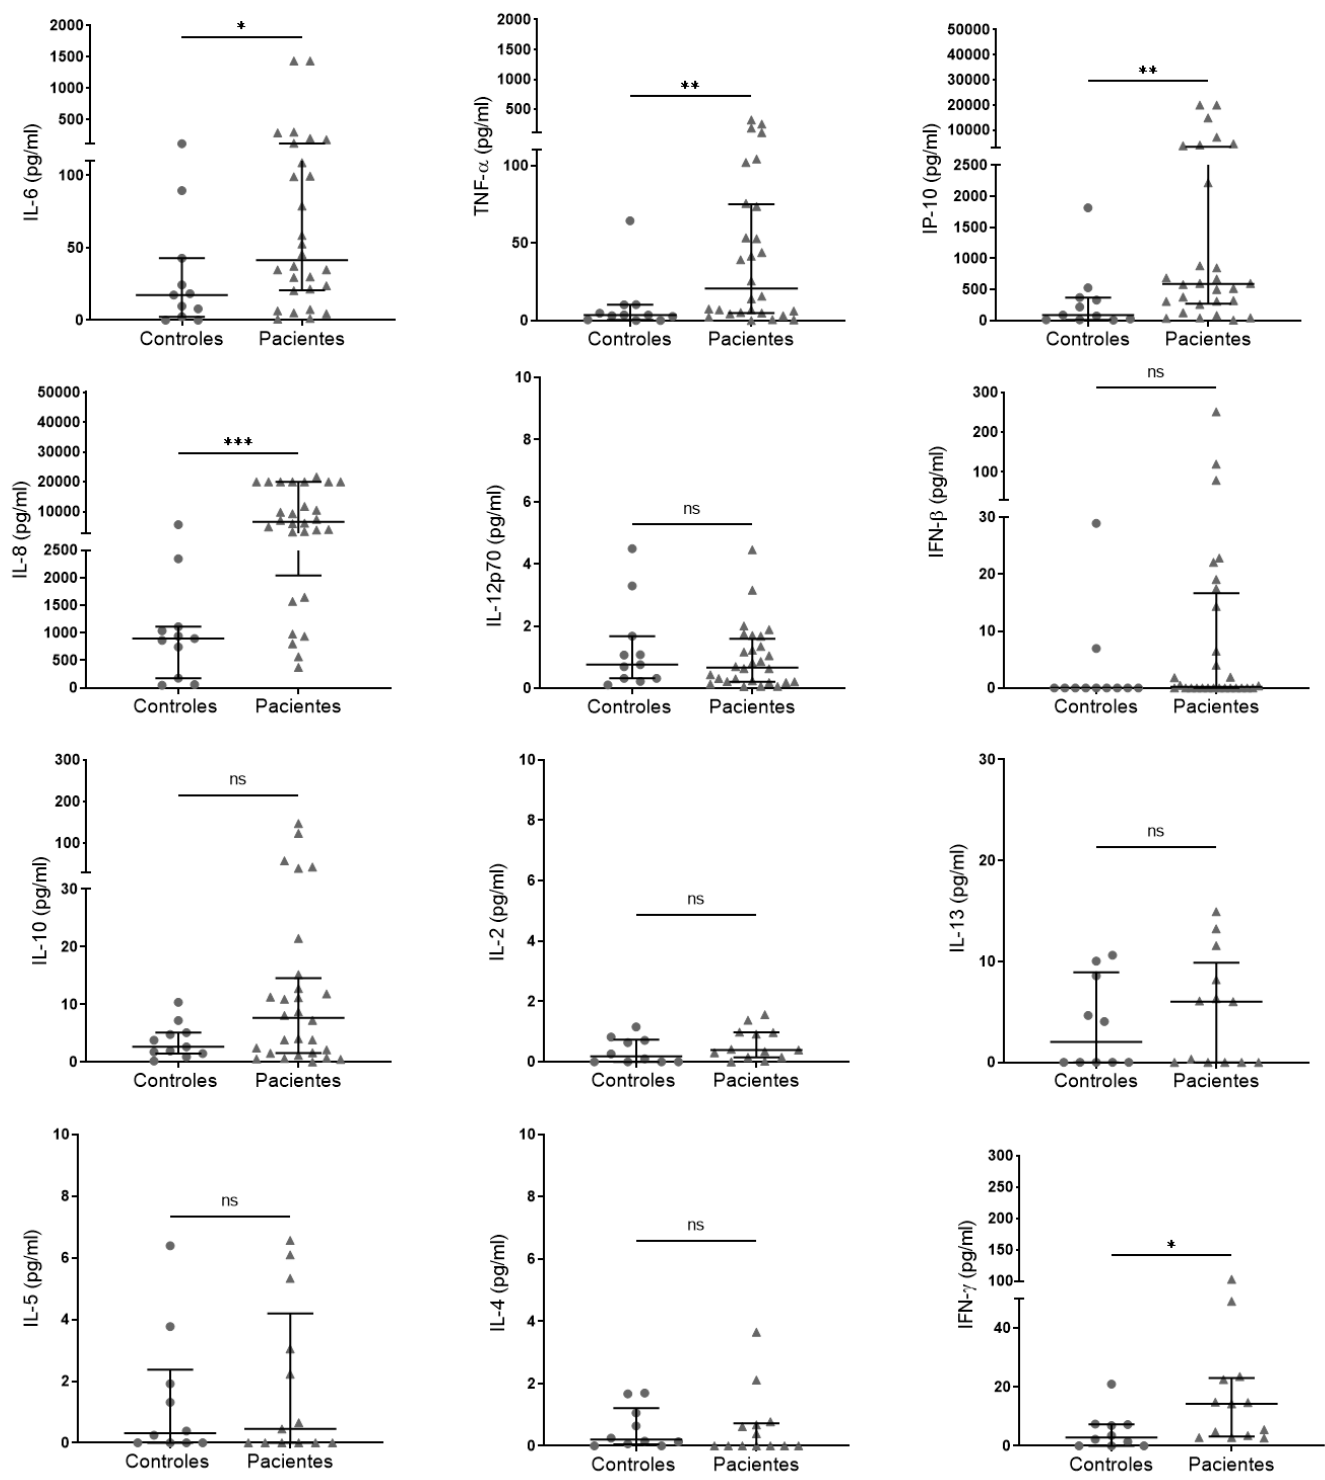 IL-6 (pg/ml)
2000
1500
1000
500
100
50
0
*
Controles Pacientes
TNF-α (pg/ml)
2000
1500
1000
500
100
50
0
**
Controles Pacientes
IP-10 (pg/ml)
50000
40000
30000
20000
10000
2500
2000
1500
1000
500
0
**
Controles Pacientes
IL-8 (pg/ml)
50000
40000
30000
20000
10000
2500
2000
1500
1000
500
0
***
Controles Pacientes
IL-12p70 (pg/ml)
10
8
6
4
2
0
ns
Controles Pacientes
IFN-β (pg/ml)
300
200
100
30
20
10
0
ns
Controles Pacientes
IL-10 (pg/ml)
300
200
100
30
20
10
0
ns
Controles Pacientes
IL-2 (pg/ml)
10
8
6
4
2
0
ns
Controles Pacientes
IL-13 (pg/ml)
30
20
10
0
ns
Controles Pacientes
IL-5 (pg/ml)
10
8
6
4
2
0
ns
Controles Pacientes
IL-4 (pg/ml)
10
8
6
4
2
0
ns
Controles Pacientes
IFN-γ (pg/ml)
300
250
200
150
100
40
20
0
*
Controles Pacientes